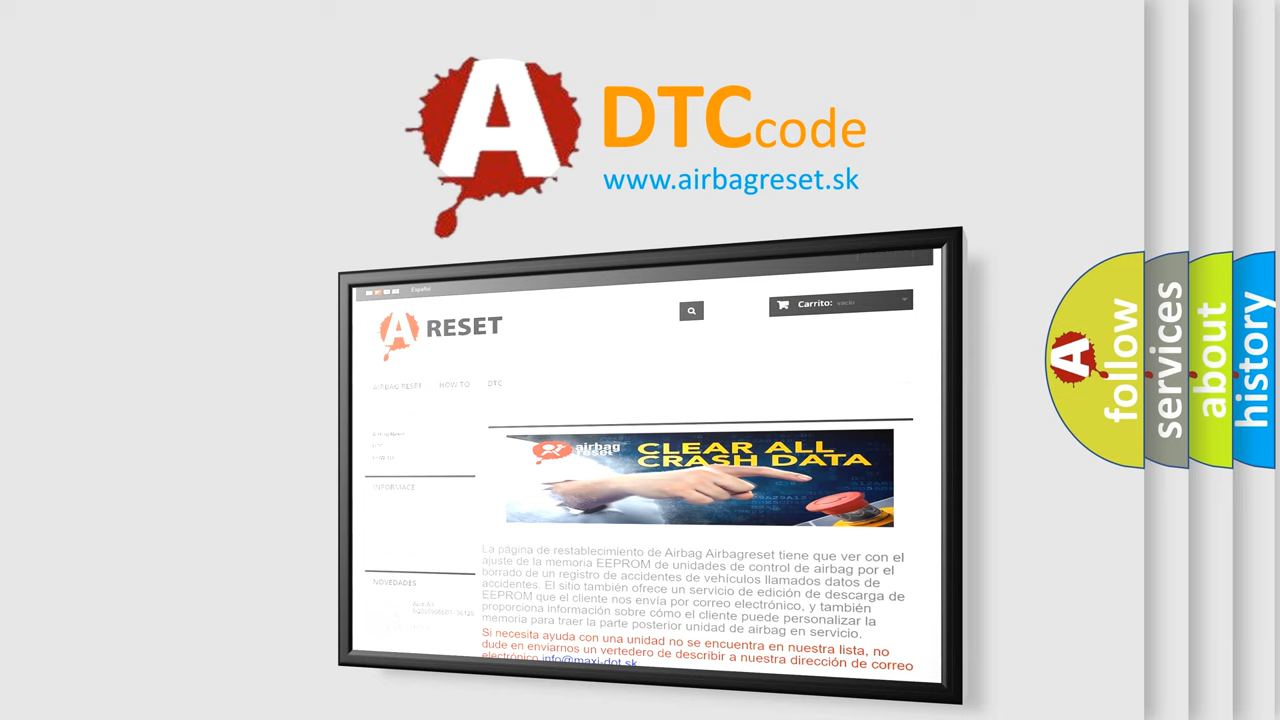 A
DTCcode
www.airbagreset.sk
Español
A RESET
Carrito: vacío
AIRBAG RESET HOW TO DTC
HOW TO
INFORMACE
airbag
reset
CLEAR ALL
CRASH DATA
NOVEDADES
La página de restablecimiento de Airbag Airbagreset tiene que ver con el
ajuste de la memoria EEPROM de unidades de control de airbag por el
borrado de un registro de accidentes de vehículos llamados datos de
accidentes. El sitio también ofrece un servicio de edición de descarga de
EEPROM que el cliente nos envía por correo electrónico, y también
proporciona información sobre cómo el cliente puede personalizar la
memoria para traer la parte posterior unidad de airbag en servicio.
Si necesita ayuda con una unidad no se encuentra en nuestra lista, no
dude en enviarnos un vertedero de describir a nuestra dirección de correo
electrónico info@maxi-dot.sk
A
follow
services
about
history